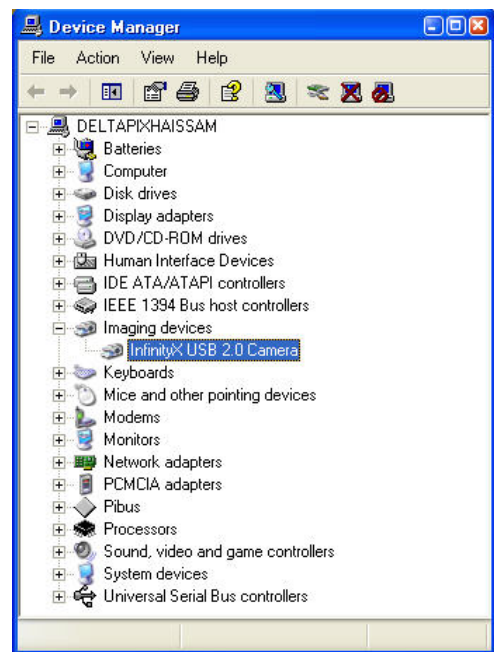 Device Manager
File Action View Help
DELTAPIXHAISSAM
Batteries
Computer
Disk drives
Display adapters
DVD/CD-ROM drives
Human Interface Devices
IDE ATA/ATAPI controllers
IEEE 1394 Bus host controllers
Imaging devices
InfinityX USB 2.0 Camera
Keyboards
Mice and other pointing devices
Modems
Monitors
Network adapters
PCMCIA adapters
Pibus
Processors
Sound, video and game controllers
System devices
Universal Serial Bus controllers